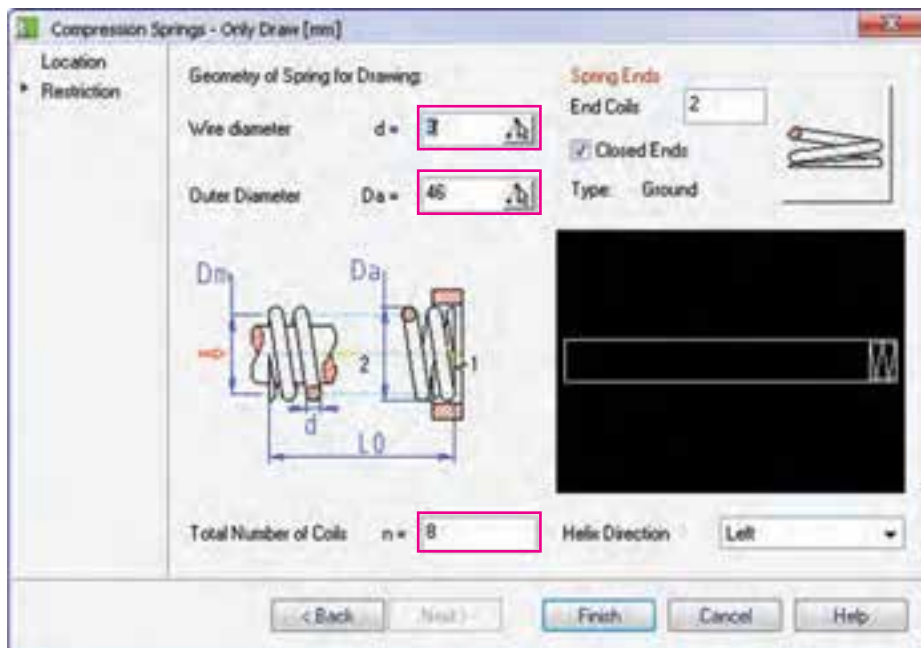 Compression Springs - Only Draw [mm]
Location
Restriction
Geometry of Spring for Drawing:
Wire diameter d = 3
Outer Diameter Da = 46
Spring Ends
End Coils 2
Closed Ends
Type: Ground
Dm
Da
2
1
d
L0
Total Number of Coils n = 8
Helix Direction Left
< Back
Next >
Finish
Cancel
Help